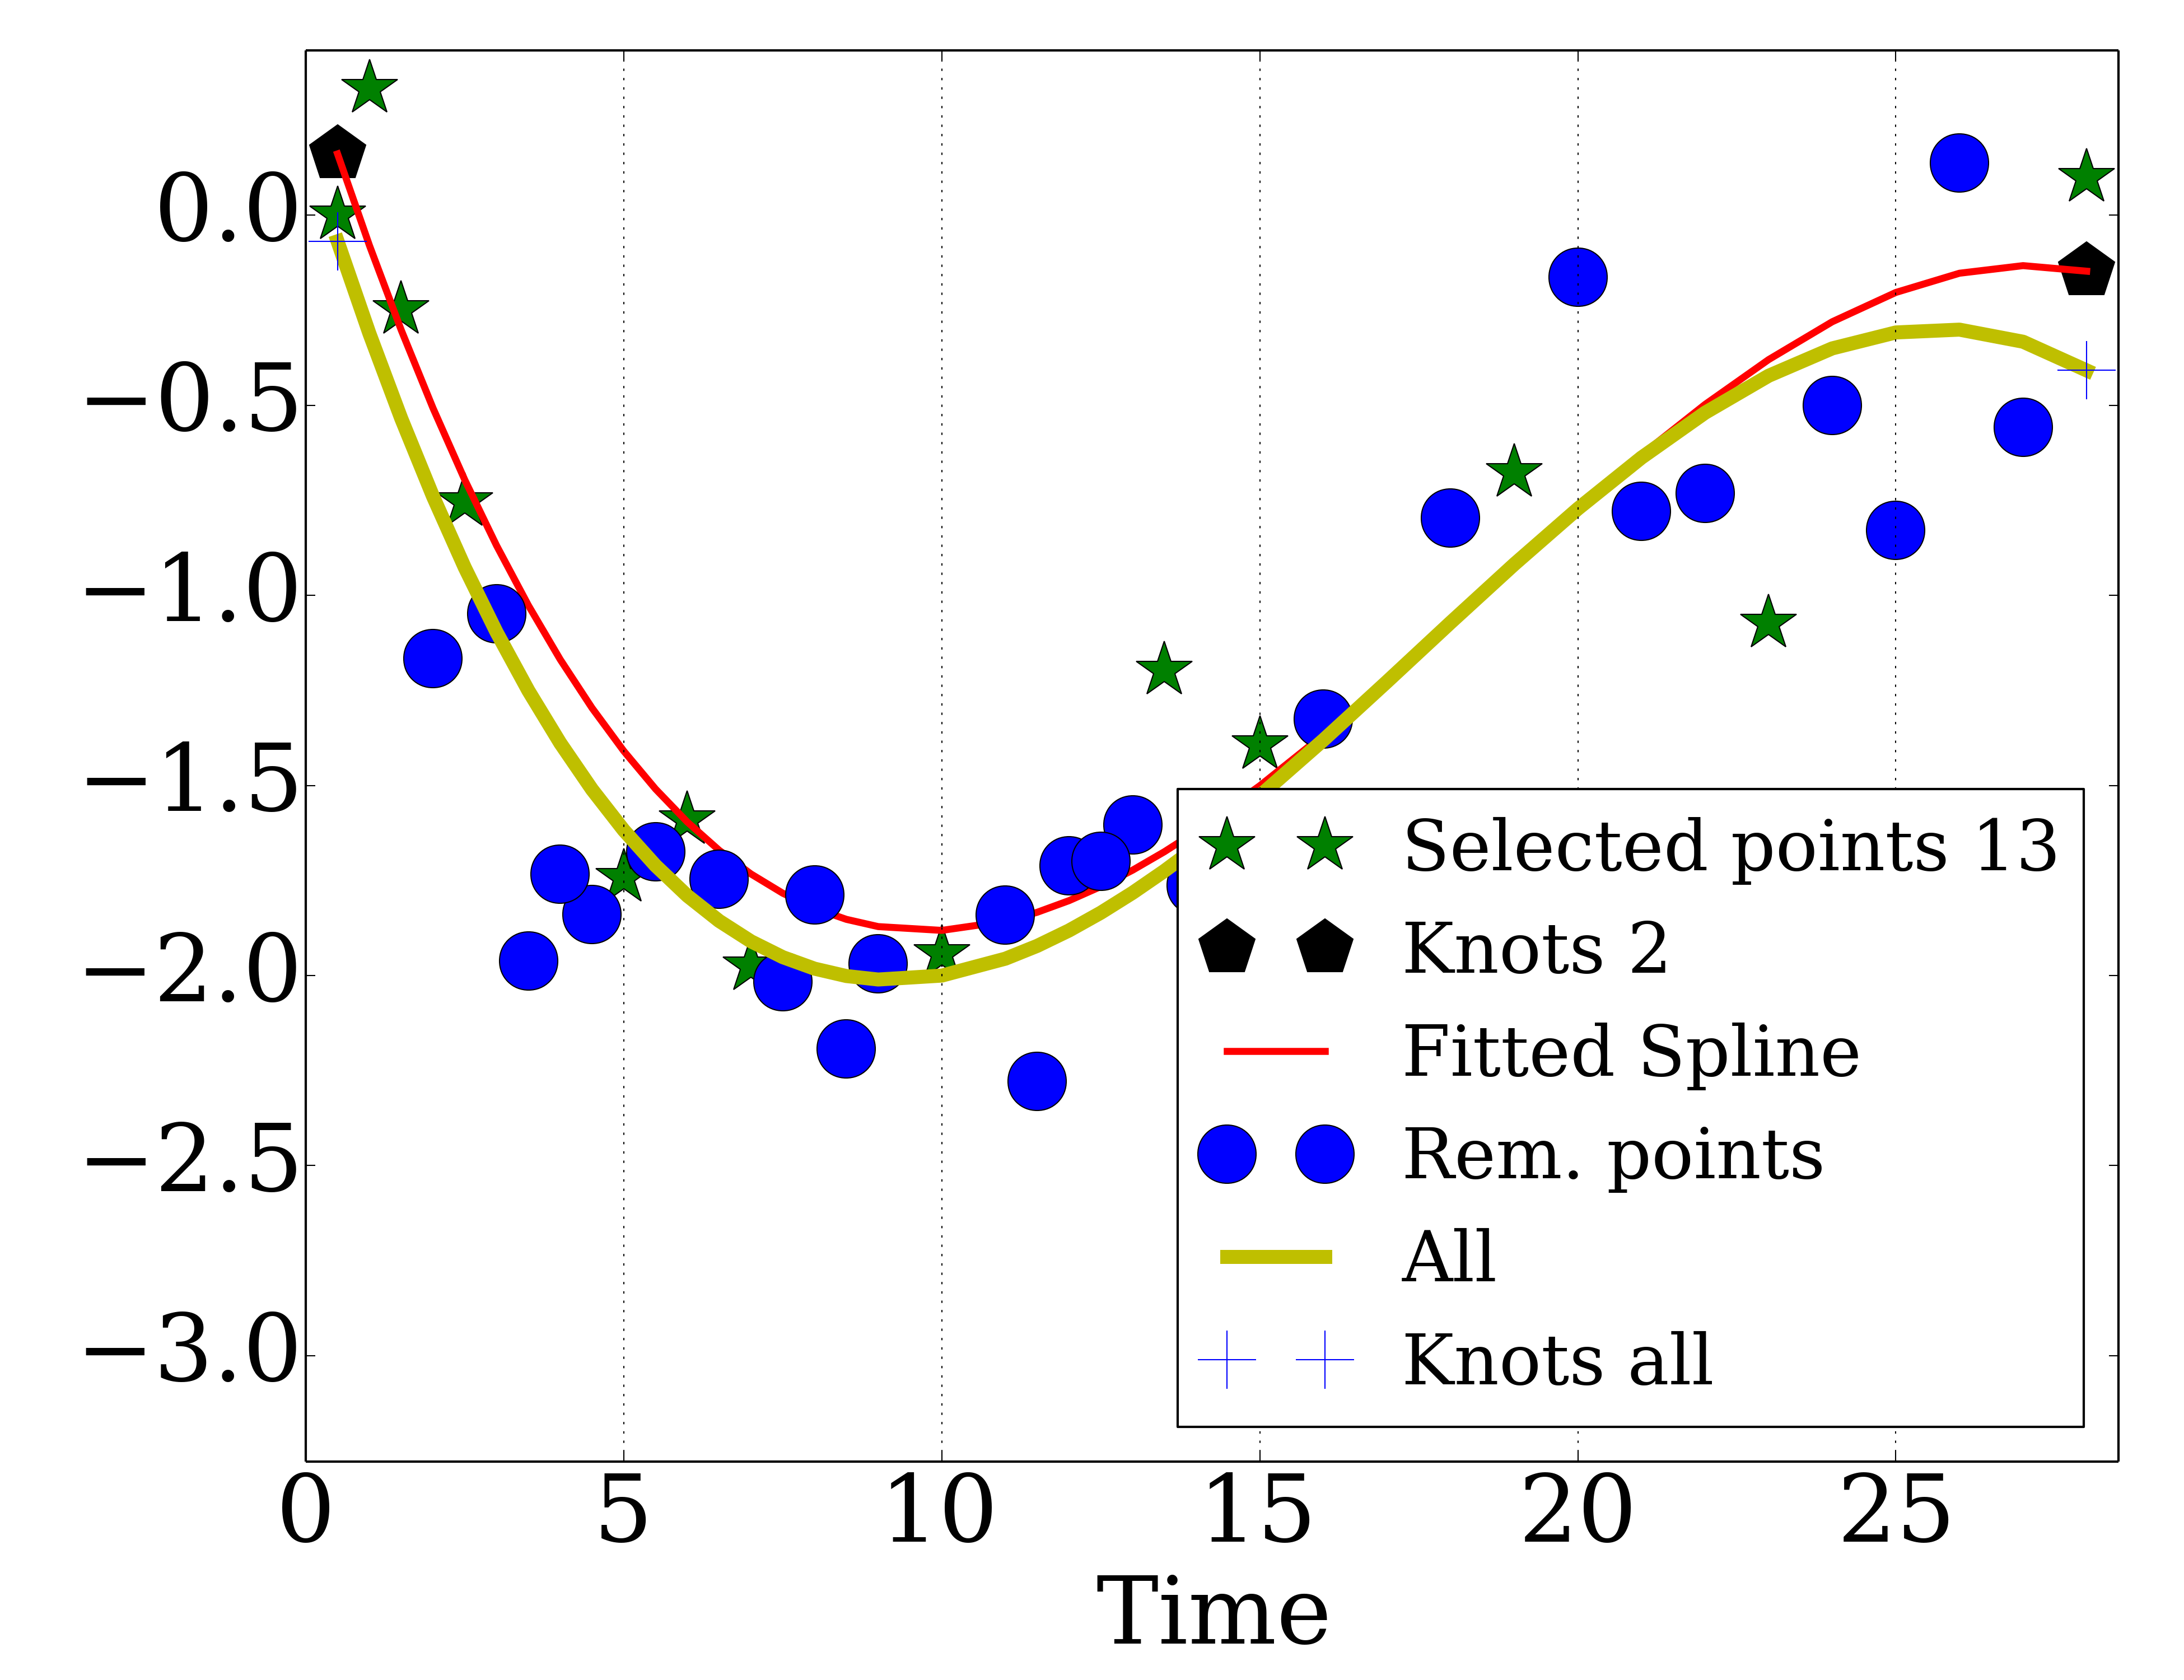 0.0
−0.5
−1.0
−1.5
−2.0
−2.5
−3.0
Selected points 13
Knots 2
Fitted Spline
Rem. points
All
Knots all
0 5 10 15 20 25
Time